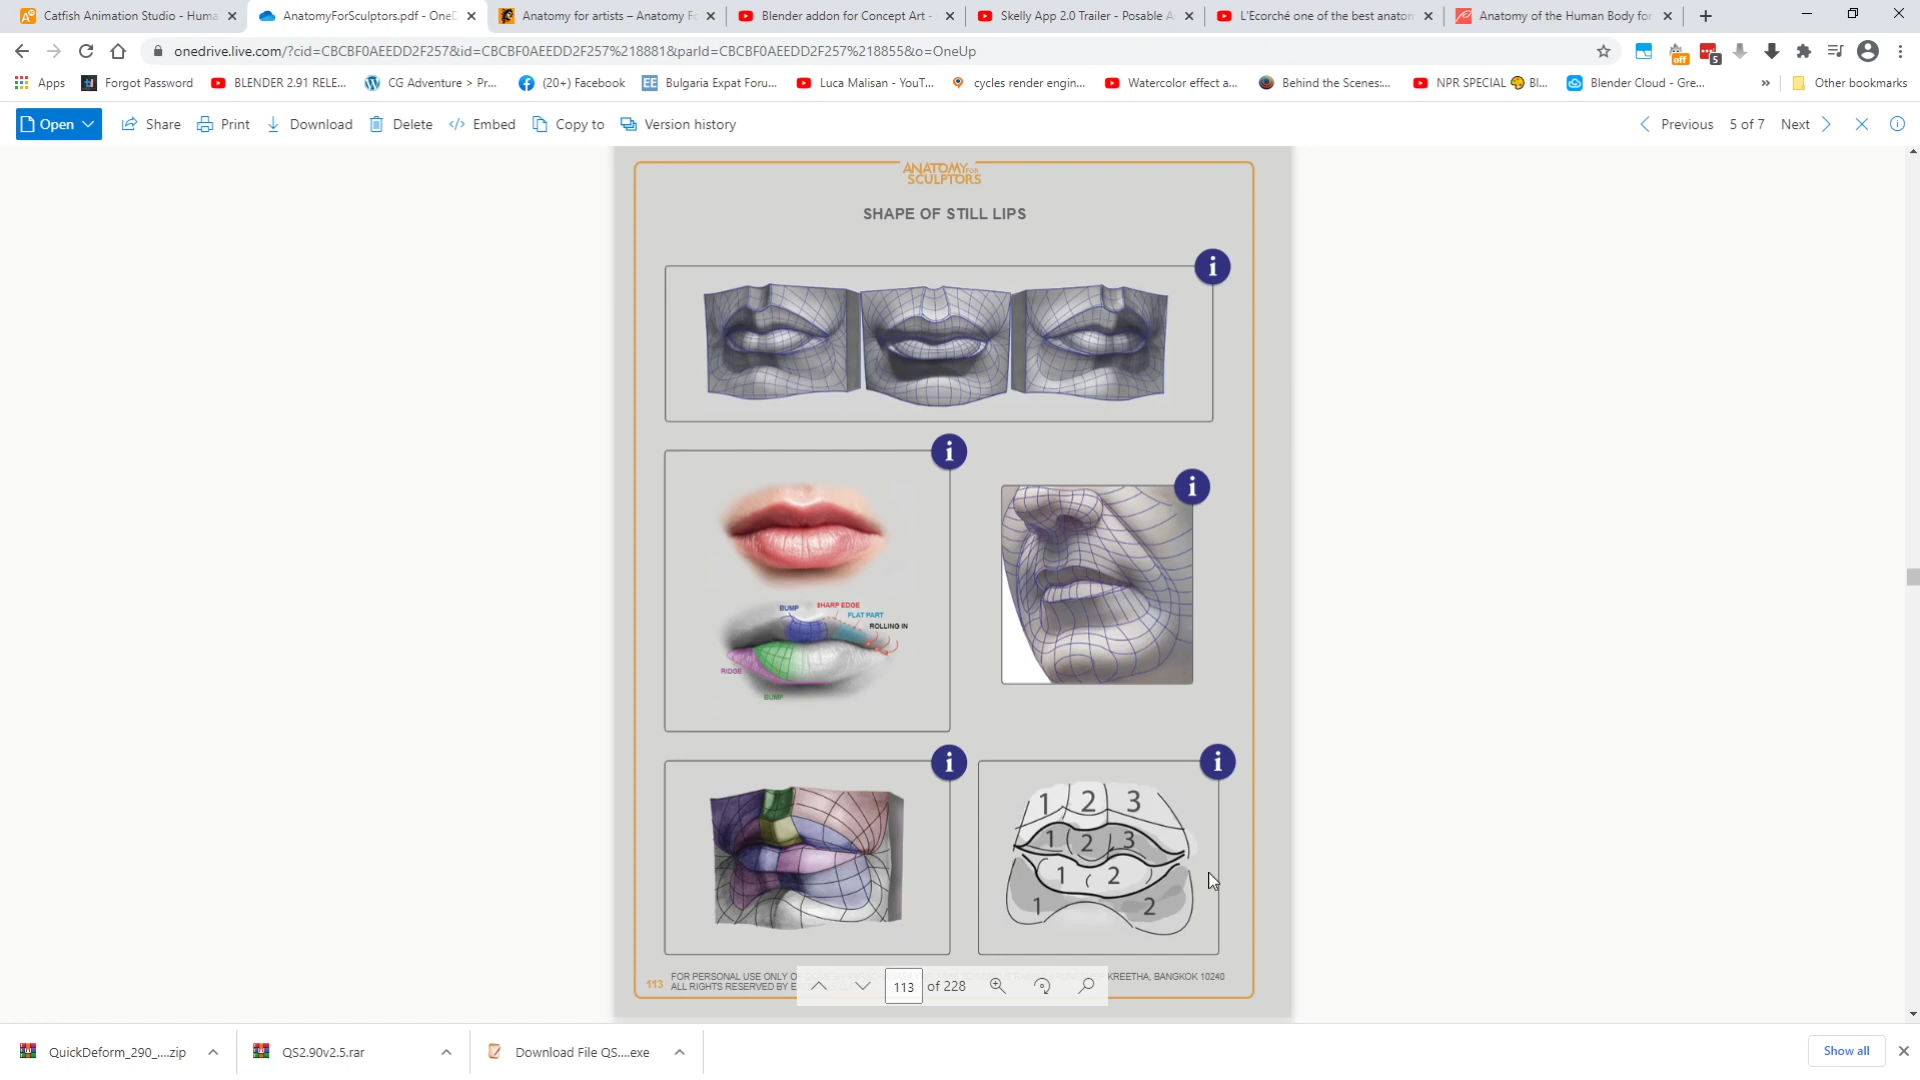 Catfish Animation Studio - Huma
AnatomyForSculptors.pdf - OneD
Anatomy for artists – Anatomy F
Blender addon for Concept Art -
Skelly App 2.0 Trailer - Posable A
L'Ecorché one of the best anaton
Anatomy of the Human Body for
onedrive.live.com/?cid=CBCBF0AEEDD2F257&id=CBCBF0AEEDD2F257%218881&parId=CBCBF0AEEDD2F257%218855&o=OneUp
off
5
Apps
Forgot Password
BLENDER 2.91 RELE...
CG Adventure > Pr...
(20+) Facebook
EE
Bulgaria Expat Foru...
Luca Malisan - YouT...
cycles render engin...
Watercolor effect a...
Behind the Scenes:...
NPR SPECIAL 🤔 Bl...
Blender Cloud - Gre...
»
Other bookmarks
Open
Share
Print
Download
Delete
Embed
Copy to
Version history
Previous
5 of 7
Next
ANATOMY FOR
SCULPTORS
SHAPE OF STILL LIPS
i
i
i
BUMP
SHARP EDGE
FLAT PART
ROLLING IN
RIDGE
BUMP
i
i
1 2 3
1 2 3
1 2
1 2
113
FOR PERSONAL USE ONLY O
KREETHA, BANGKOK 10240
ALL RIGHTS RESERVED BY E
113
of 228
QuickDeform_290_....zip
QS2.90v2.5.rar
Download File QS....exe
Show all